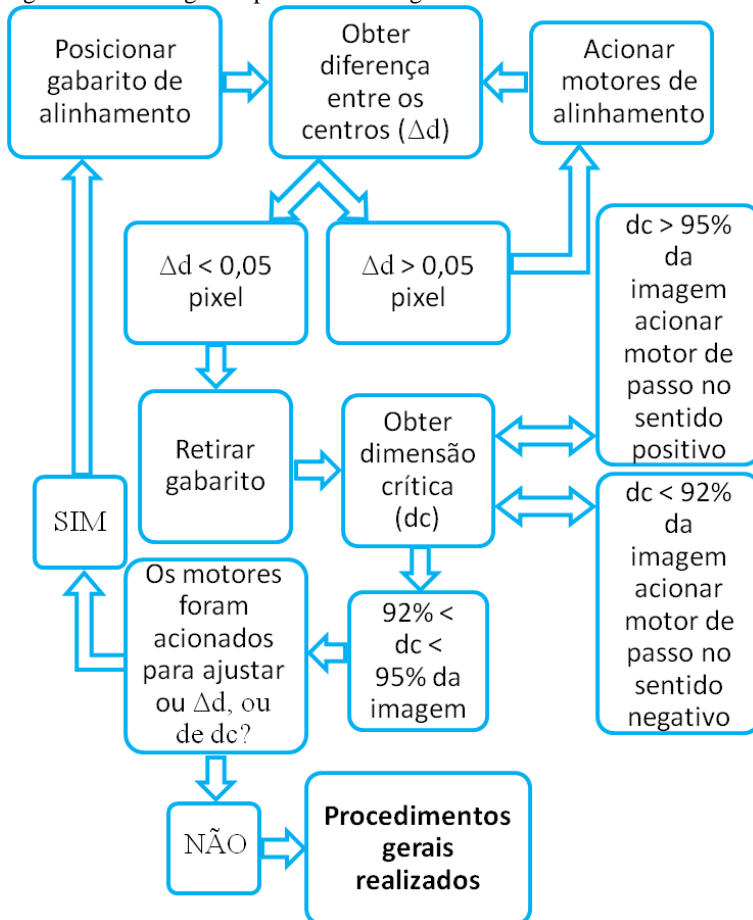 Posicionar
gabarito de
alinhamento
Obter
diferença
entre os
centros (Δd)
Acionar
motores de
alinhamento
Δd < 0,05
pixel
Δd > 0,05
pixel
dc > 95%
da
imagem
acionar
motor de
passo no
sentido
positivo
Retirar
gabarito
Obter
dimensão
crítica
(dc)
dc < 92%
da
imagem
acionar
motor de
passo no
sentido
negativo
SIM
Os motores
foram
acionados
para ajustar
ou Δd, ou
de dc?
92% <
dc <
95% da
imagem
NÃO
Procedimentos
gerais
realizados